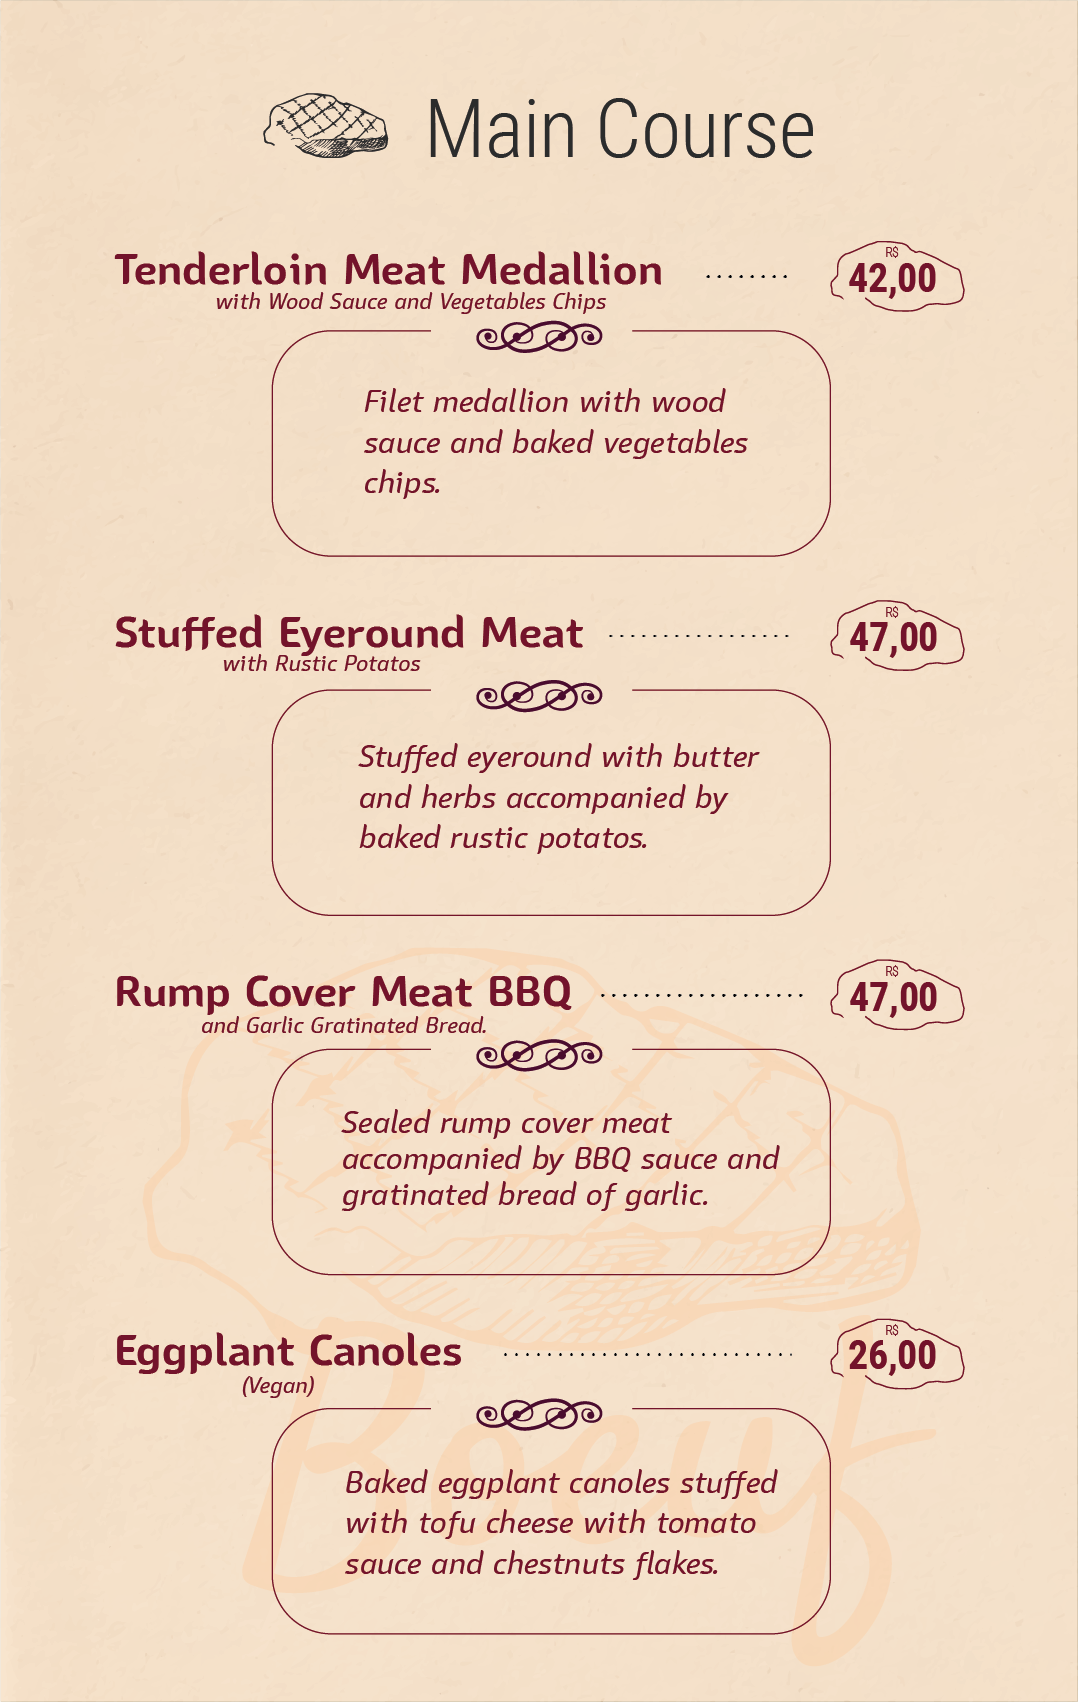 Main Course
Tenderloin Meat Medallion ........ R$ 42,00
with Wood Sauce and Vegetables Chips
Filet medallion with wood
sauce and baked vegetables
chips.
Stuffed Eyeround Meat ................. R$ 47,00
with Rustic Potatos
Stuffed eyeround with butter
and herbs accompanied by
baked rustic potatos.
Rump Cover Meat BBQ ................... R$ 47,00
and Garlic Gratinated Bread.
Sealed rump cover meat
accompanied by BBQ sauce and
gratinated bread of garlic.
Eggplant Canoles ........................... R$ 26,00
(Vegan)
Baked eggplant canoles stuffed
with tofu cheese with tomato
sauce and chestnuts flakes.
Boeuf